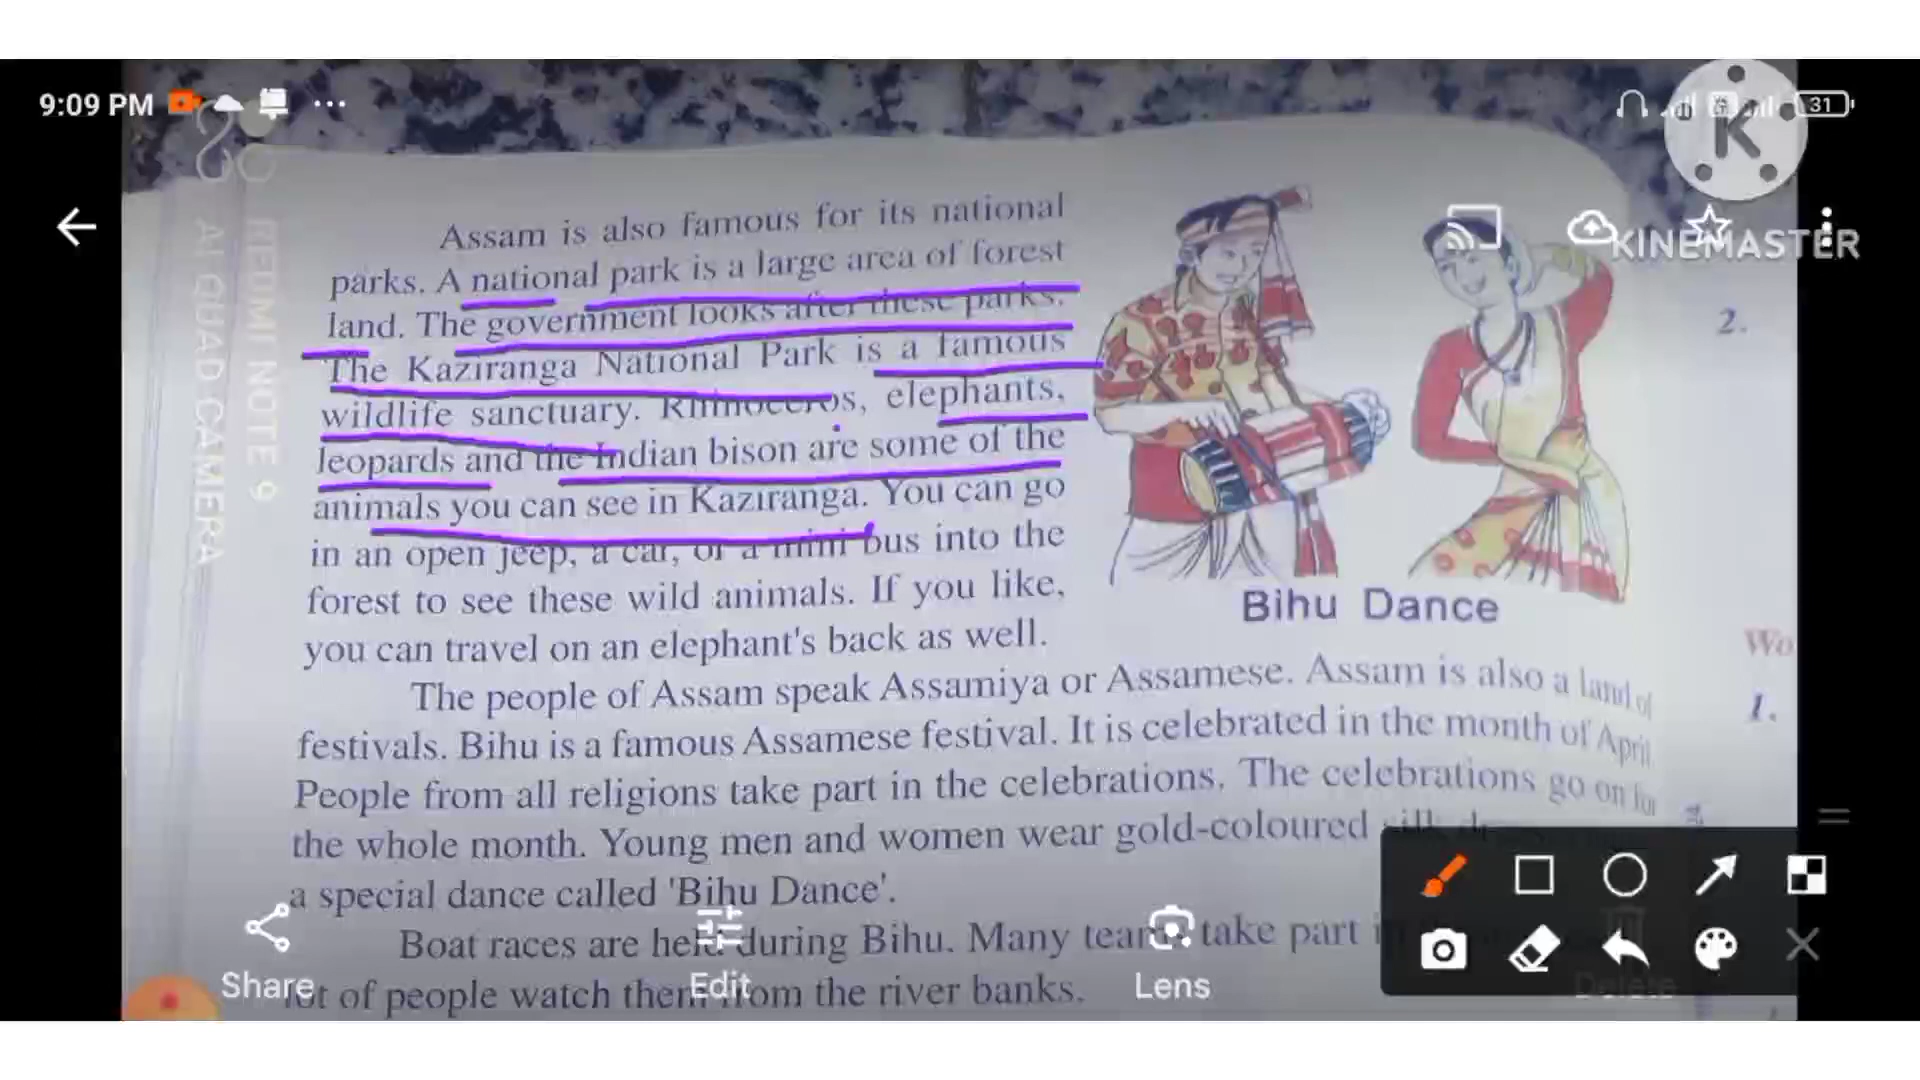 9:09 PM
31
K
KINEMASTER
REDMI NOTE 9
AI QUAD CAMERA
Assam is also famous for its national
parks. A national park is a large area of forest
land. The government looks after these parks.
The Kaziranga National Park is a famous
wildlife sanctuary. Rhinoceros, elephants,
leopards and the Indian bison are some of the
animals you can see in Kaziranga. You can go
in an open jeep, a car, or a mini bus into the
forest to see these wild animals. If you like,
you can travel on an elephant's back as well.
Bihu Dance
The people of Assam speak Assamiya or Assamese. Assam is also a land of
festivals. Bihu is a famous Assamese festival. It is celebrated in the month of April.
People from all religions take part in the celebrations. The celebrations go on for
the whole month. Young men and women wear gold-coloured silk
a special dance called 'Bihu Dance'.
Boat races are held during Bihu. Many teams take part
lot of people watch them from the river banks.
2.
Wo
1.
Share
Edit
Lens
Delete